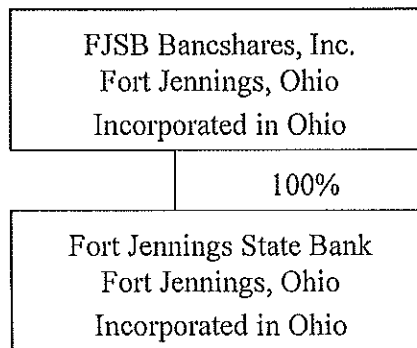 FJSB Bancshares, Inc.
Fort Jennings, Ohio
Incorporated in Ohio
100%
Fort Jennings State Bank
Fort Jennings, Ohio
Incorporated in Ohio